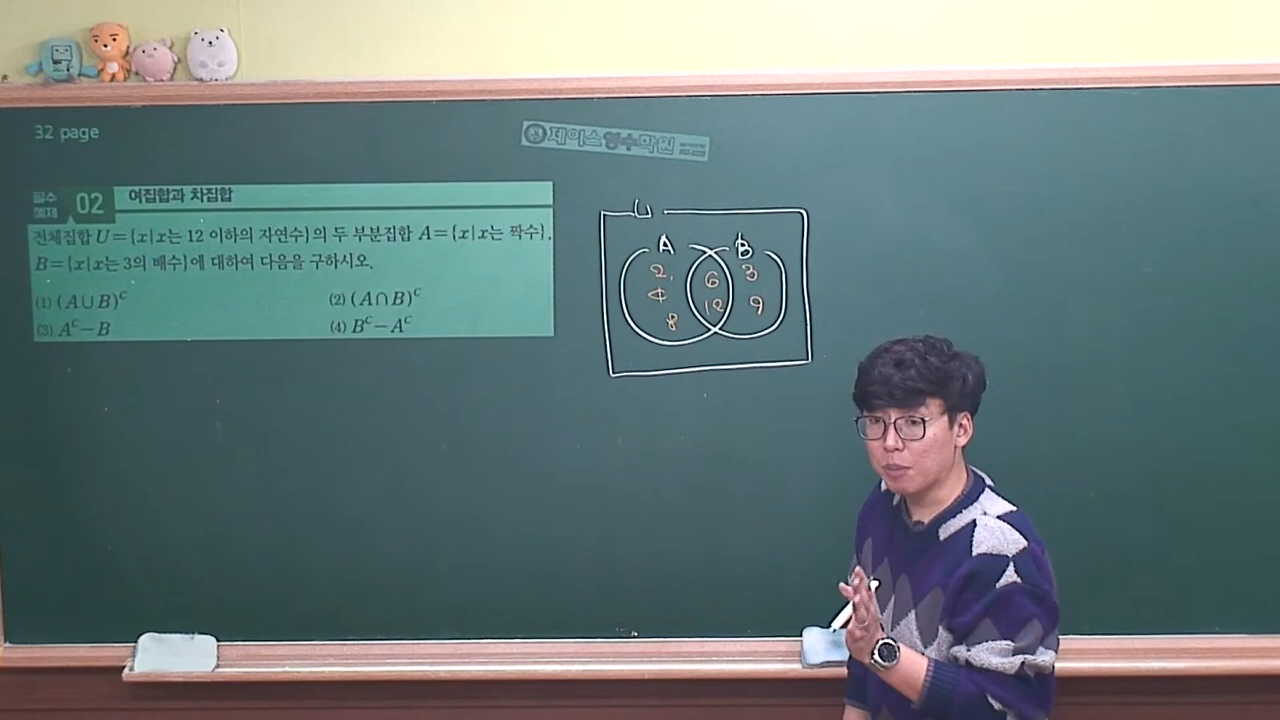 32 page
제이스영수학원
필수 예제 02 여집합과 차집합
전체집합 U={x|x는 12 이하의 자연수}의 두 부분집합 A={x|x는 짝수},
B={x|x는 3의 배수}에 대하여 다음을 구하시오.
(1) (A∪B)^C (2) (A∩B)^C
(3) A^C-B (4) B^C-A^C
U
A B
2, 6 3
4 12 9
8